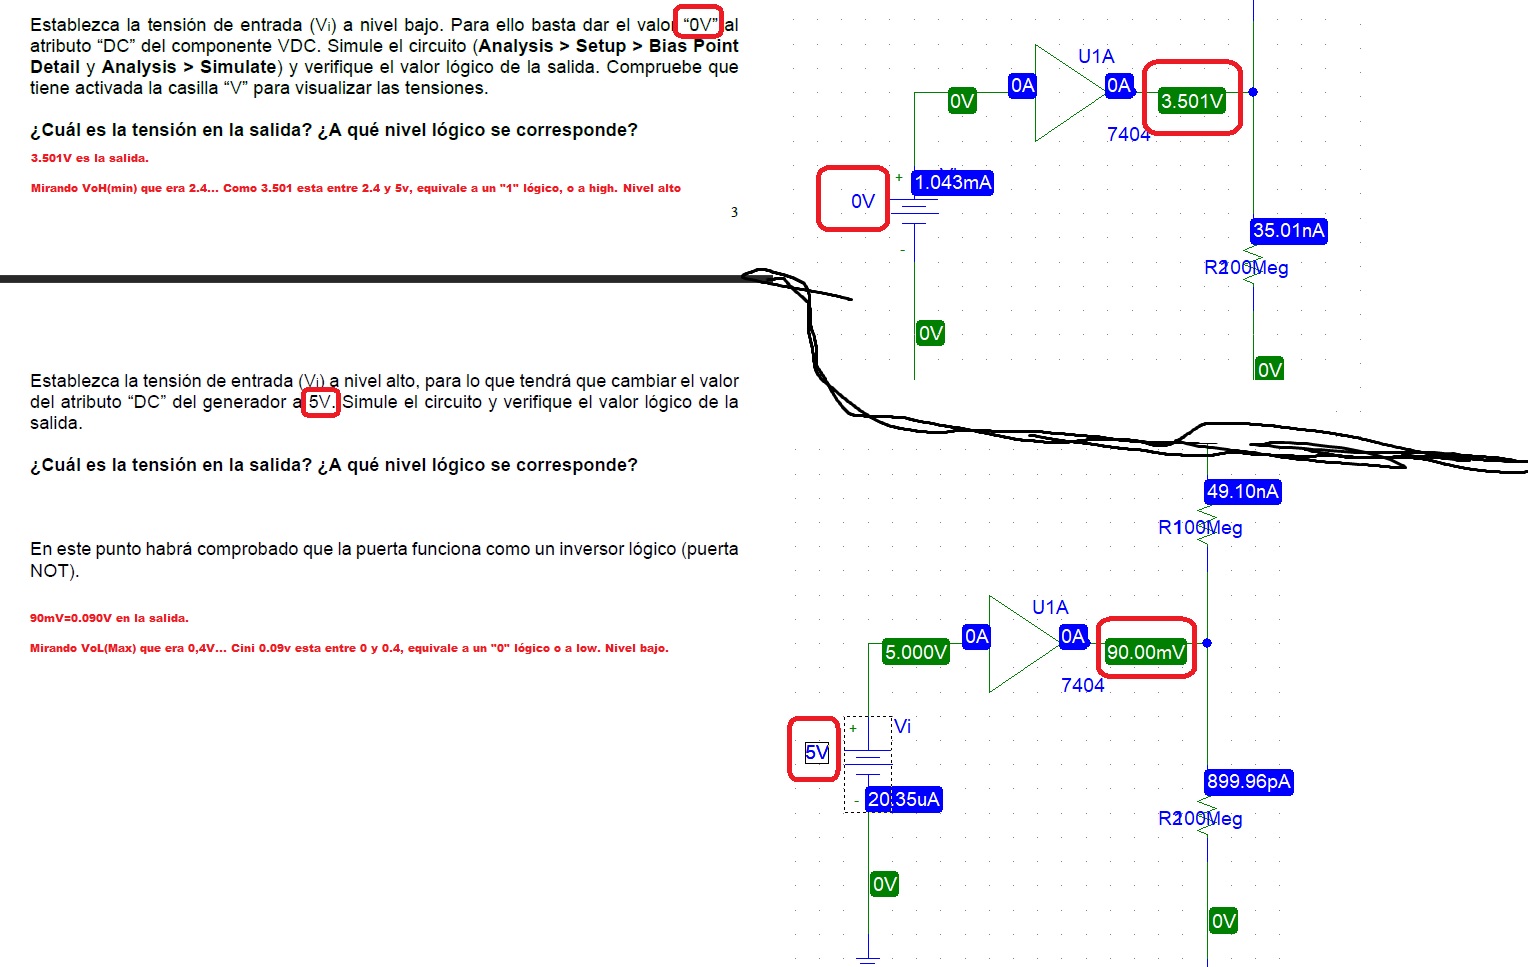 Establezca la tensión de entrada (Vi) a nivel bajo. Para ello basta dar el valor “0V” al
atributo “DC” del componente VDC. Simule el circuito (Analysis > Setup > Bias Point
Detail y Analysis > Simulate) y verifique el valor lógico de la salida. Compruebe que
tiene activada la casilla “V” para visualizar las tensiones.
¿Cuál es la tensión en la salida? ¿A qué nivel lógico se corresponde?
3.501V es la salida.
Mirando VoH(min) que era 2.4... Como 3.501 esta entre 2.4 y 5v, equivale a un "1" lógico, o a high. Nivel alto
3
U1A
0A
0A
0V
3.501V
7404
+
1.043mA
0V
-
35.01nA
R2
100Meg
0V
0V
Establezca la tensión de entrada (Vi) a nivel alto, para lo que tendrá que cambiar el valor
del atributo “DC” del generador a 5V. Simule el circuito y verifique el valor lógico de la
salida.
¿Cuál es la tensión en la salida? ¿A qué nivel lógico se corresponde?
En este punto habrá comprobado que la puerta funciona como un inversor lógico (puerta
NOT).
90mV=0.090V en la salida.
Mirando VoL(Max) que era 0,4V... Cini 0.09v esta entre 0 y 0.4, equivale a un "0" lógico o a low. Nivel bajo.
49.10nA
R1
100Meg
U1A
0A
0A
5.000V
90.00mV
7404
+
Vi
5V
-
20.35uA
899.96pA
R2
100Meg
0V
0V